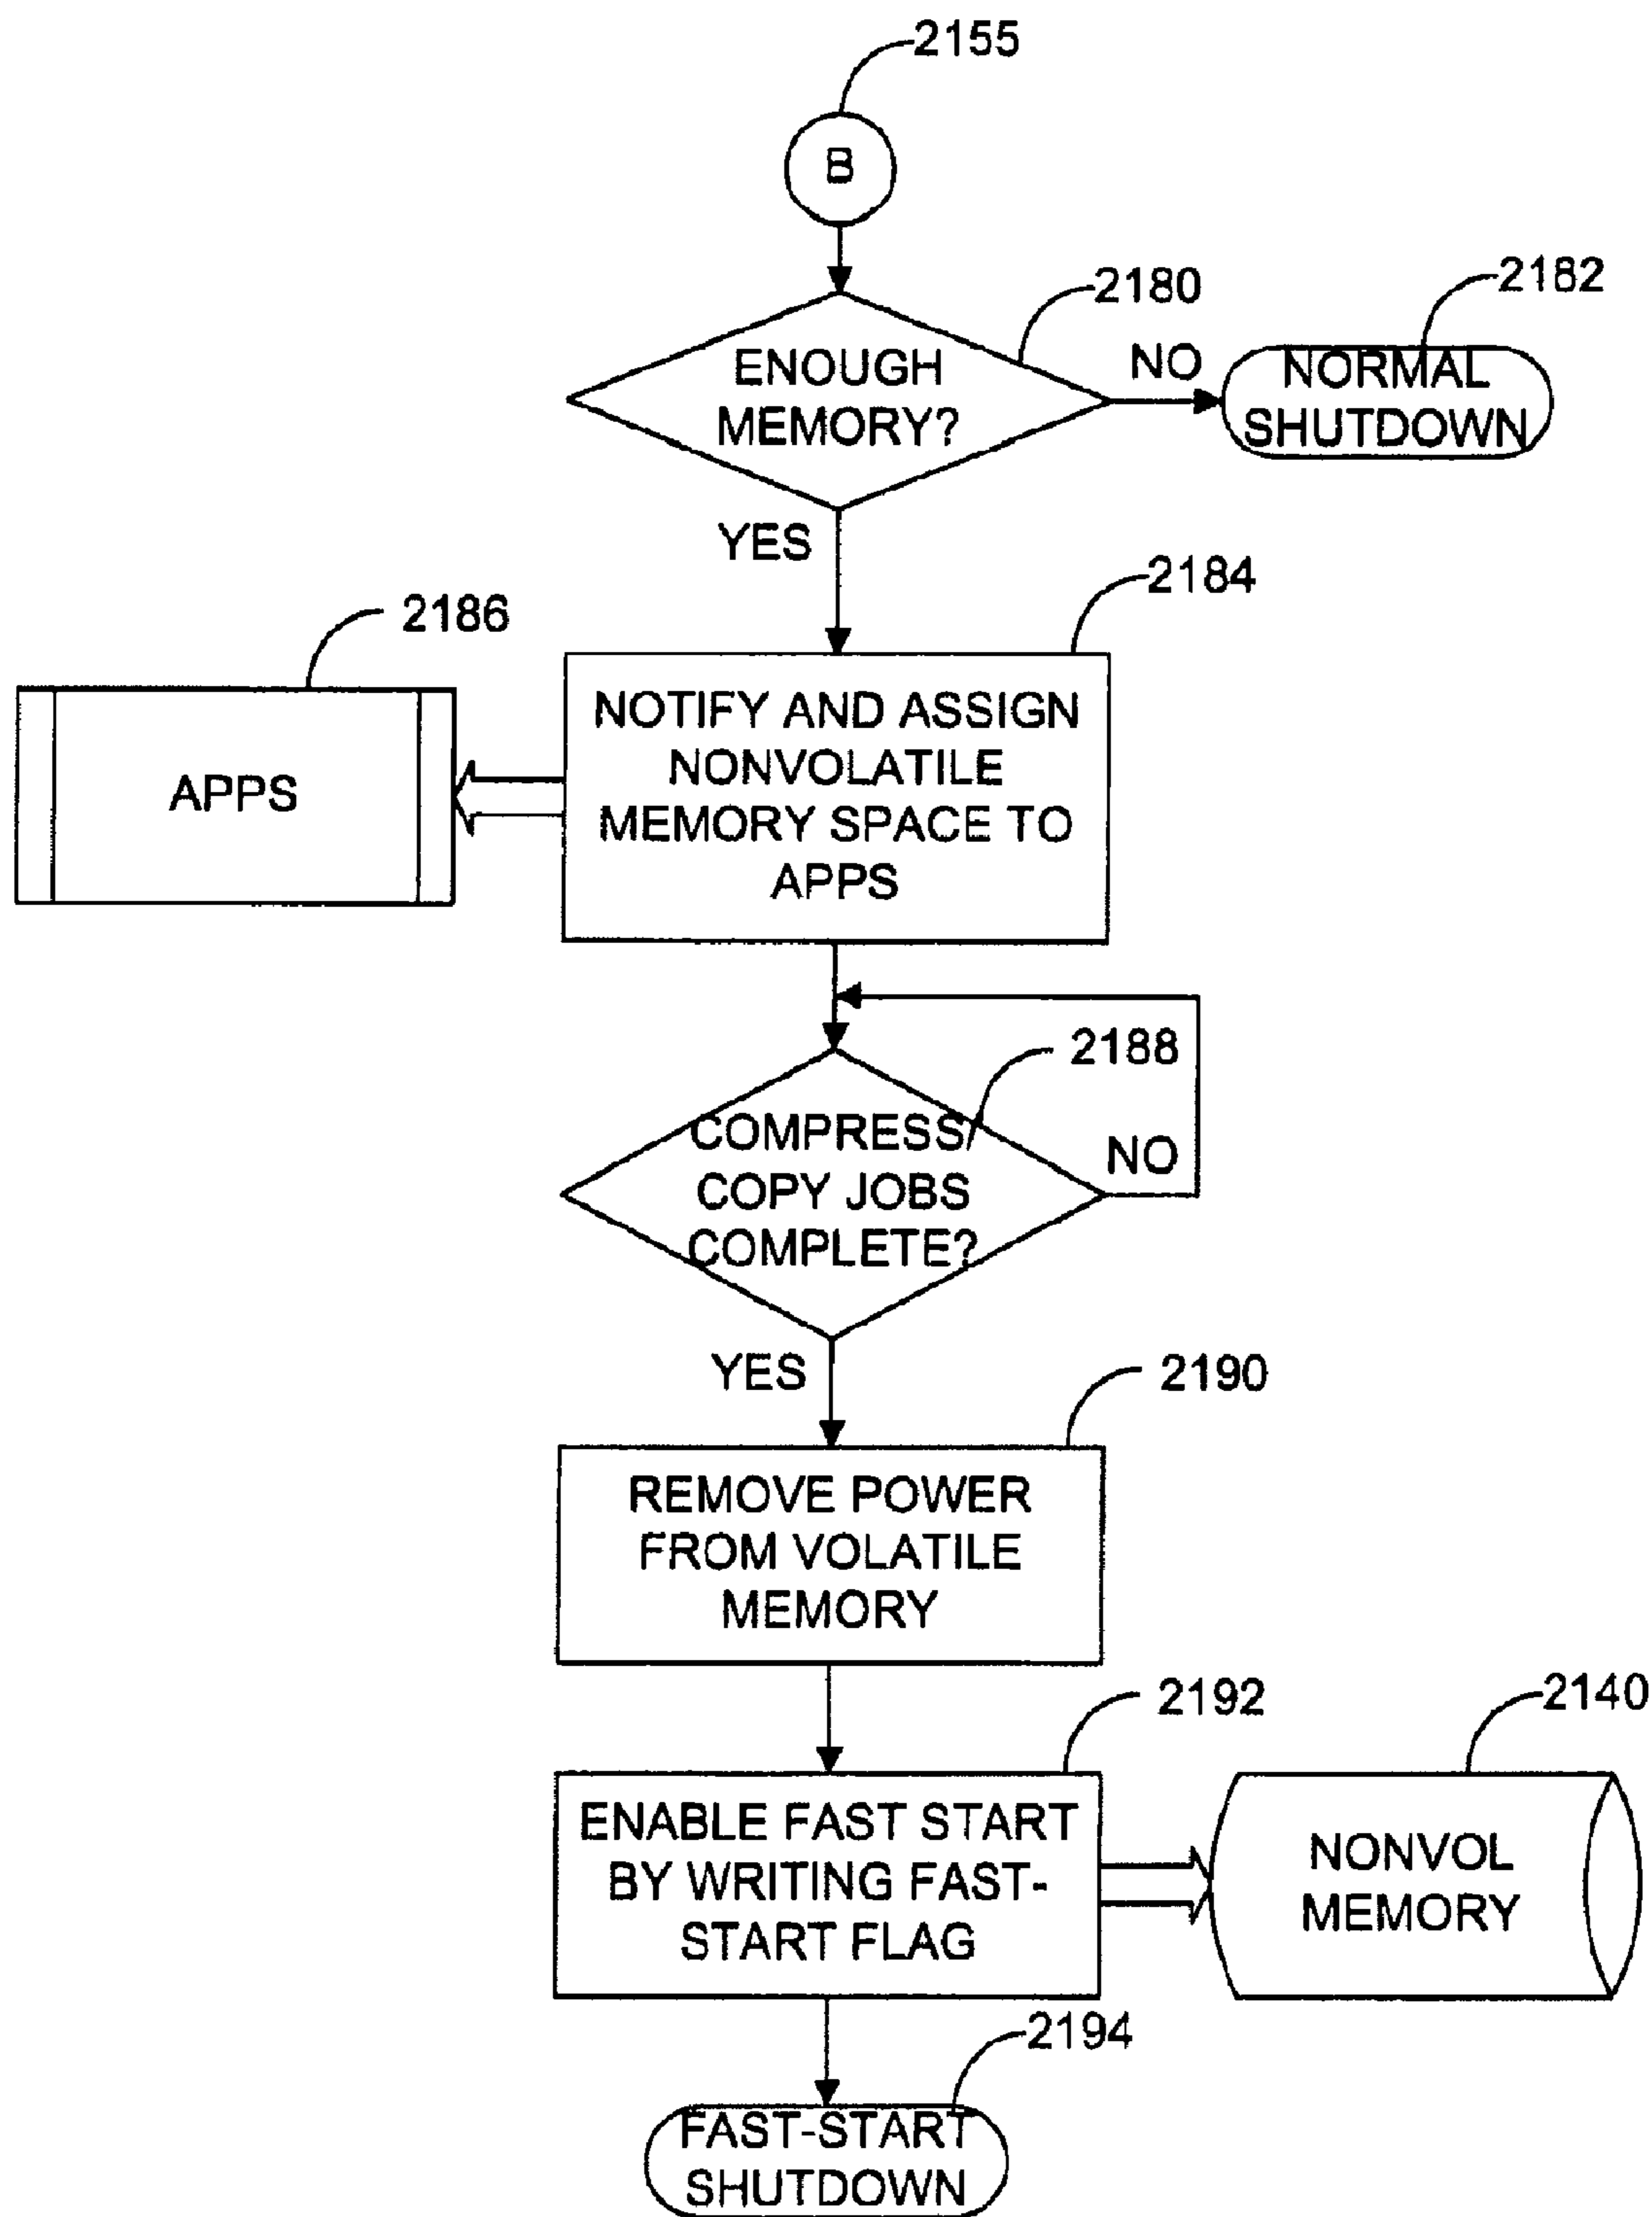 2155
B
2180
2182
ENOUGH
MEMORY?
NO
NORMAL
SHUTDOWN
YES
2184
2186
NOTIFY AND ASSIGN
NONVOLATILE
MEMORY SPACE TO
APPS
APPS
2188
COMPRESS/
COPY JOBS
COMPLETE?
NO
YES
2190
REMOVE POWER
FROM VOLATILE
MEMORY
2192
2140
ENABLE FAST START
BY WRITING FAST-
START FLAG
NONVOL
MEMORY
2194
FAST-START
SHUTDOWN